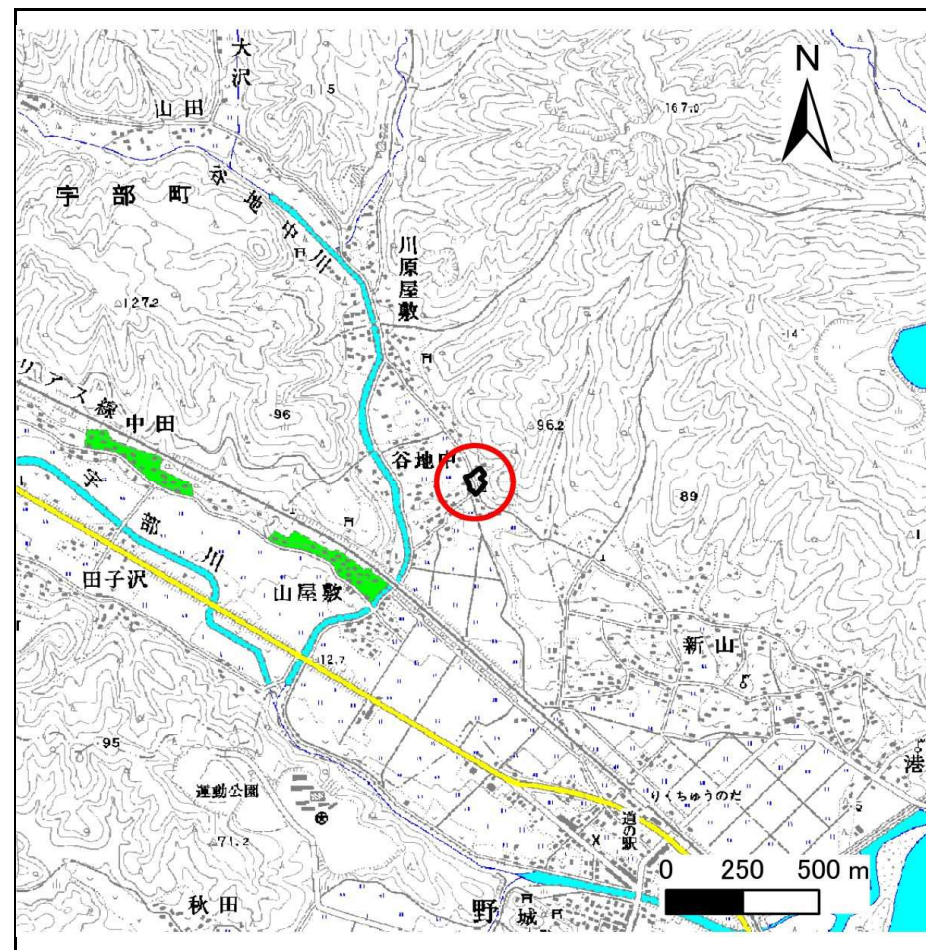 大沢
115
山田
N
167.0
宇部町
谷地中川
川原屋敷
127.2
14
リアス線
中田
96
96.2
谷地中
89
宇部川
田子沢
山屋敷
新山
12.7
95
港
運動公園
りくちゅうのだ
道の駅
71.2
0 250 500 m
秋田
野
城